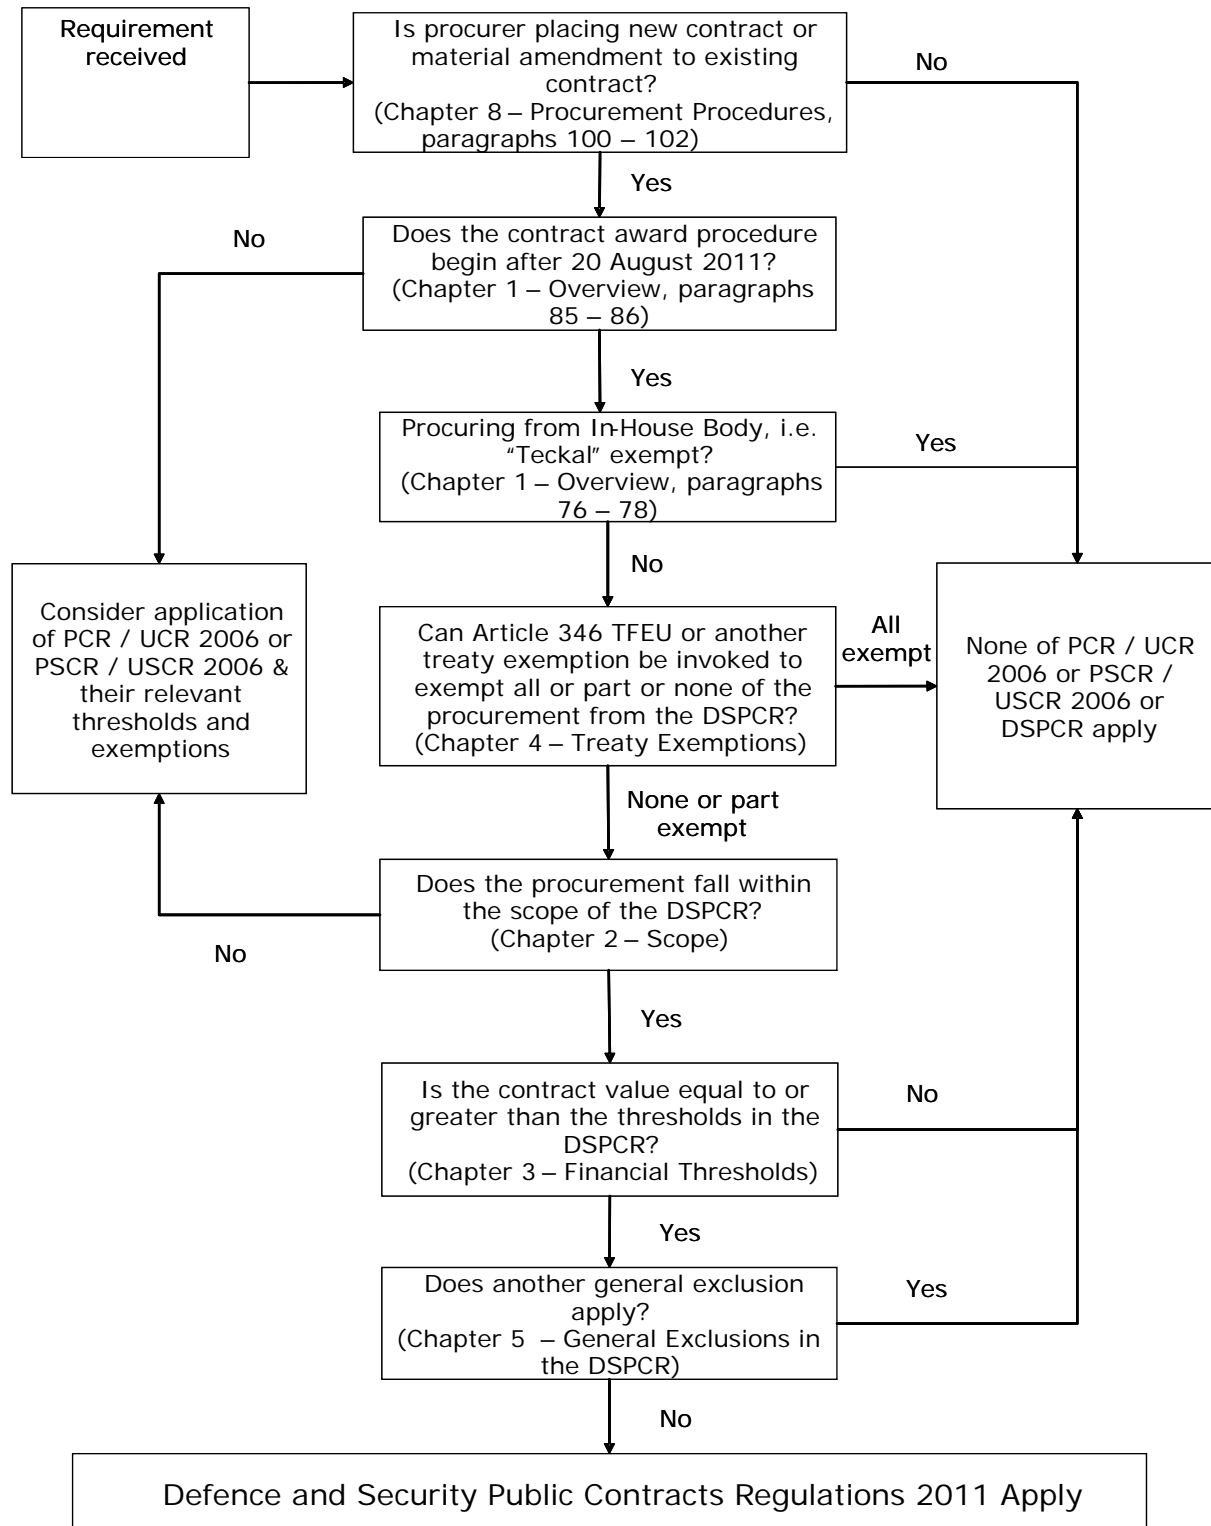 Requirement
received
Is procurer placing new contract or
material amendment to existing
contract?
(Chapter 8 – Procurement Procedures,
paragraphs 100 – 102)
No
Yes
Does the contract award procedure
begin after 20 August 2011?
(Chapter 1 – Overview, paragraphs
85 – 86)
No
Yes
Procuring from In-House Body, i.e.
"Teckal" exempt?
(Chapter 1 – Overview, paragraphs
76 – 78)
Yes
No
Consider application
of PCR / UCR 2006 or
PSCR / USCR 2006 &
their relevant
thresholds and
exemptions
Can Article 346 TFEU or another
treaty exemption be invoked to
exempt all or part or none of the
procurement from the DSPCR?
(Chapter 4 – Treaty Exemptions)
All
exempt
None of PCR / UCR
2006 or PSCR /
USCR 2006 or
DSPCR apply
None or part
exempt
Does the procurement fall within
the scope of the DSPCR?
(Chapter 2 – Scope)
No
Yes
Is the contract value equal to or
greater than the thresholds in the
DSPCR?
(Chapter 3 – Financial Thresholds)
No
Yes
Does another general exclusion
apply?
(Chapter 5 – General Exclusions in
the DSPCR)
Yes
No
Defence and Security Public Contracts Regulations 2011 Apply